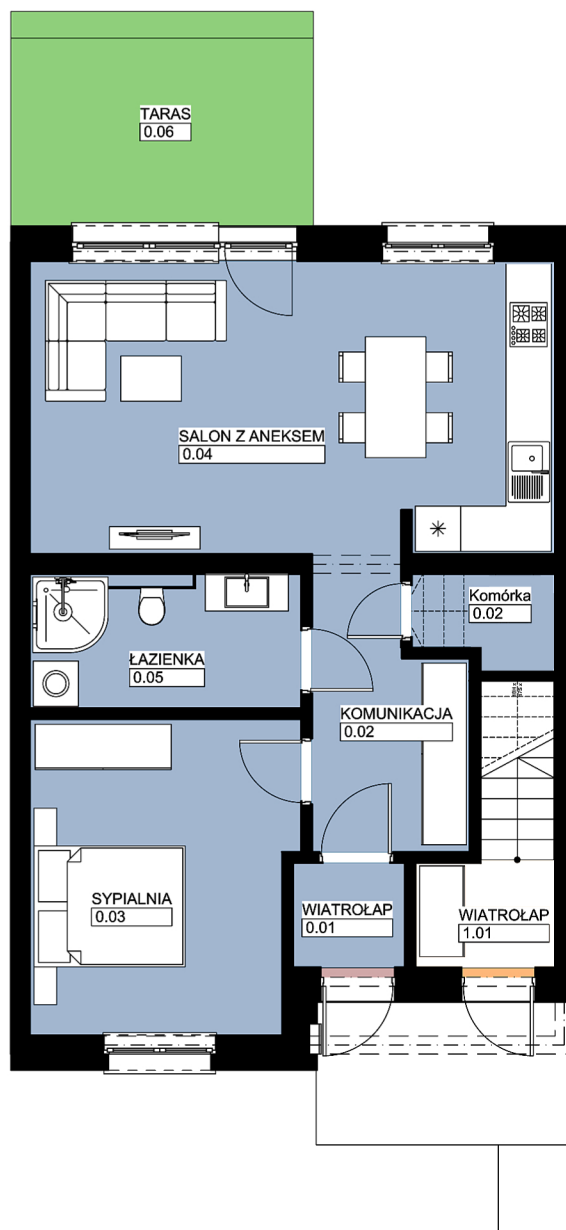 TARAS
0.06
SALON Z ANEKSEM
0.04
Komórka
0.02
ŁAZIENKA
0.05
KOMUNIKACJA
0.02
SYPIALNIA
0.03
WIATROŁAP
0.01
WIATROŁAP
1.01